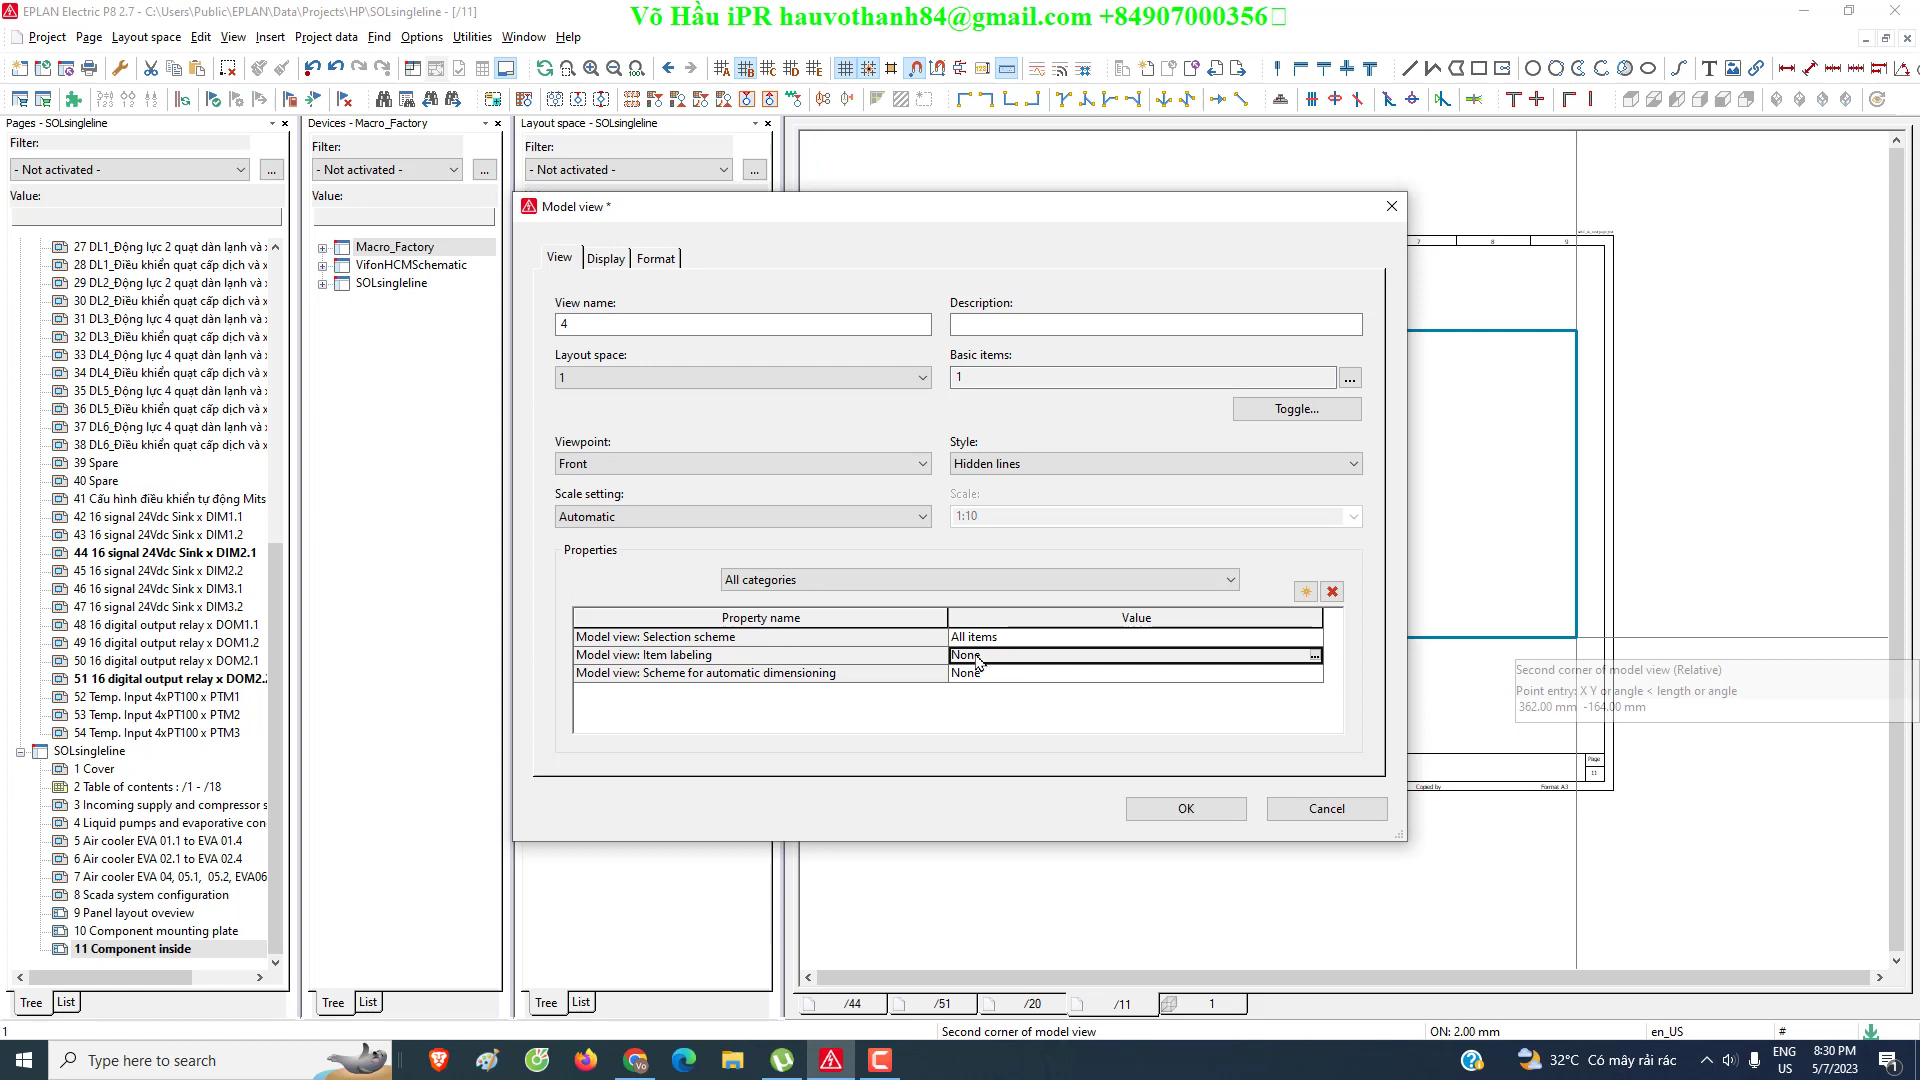 EPLAN Electric P8 2.7 - C:\Users\Public\EPLAN\Data\Projects\HP\SOLsingleline - [/11]
Võ Hầu iPR hauvothanh84@gmail.com +84907000356
Project Page Layout space Edit View Insert Project data Find Options Utilities Window Help
Pages - SOLsingleline
Filter:
- Not activated -
...
Value:
27 DL1_Động lực 2 quạt dàn lạnh và x
28 DL1_Điều khiển quạt cấp dịch và x
29 DL2_Động lực 2 quạt dàn lạnh và x
30 DL2_Điều khiển quạt cấp dịch và x
31 DL3_Động lực 4 quạt dàn lạnh và x
32 DL3_Điều khiển quạt cấp dịch và x
33 DL4_Động lực 4 quạt dàn lạnh và x
34 DL4_Điều khiển quạt cấp dịch và x
35 DL5_Động lực 4 quạt dàn lạnh và x
36 DL5_Điều khiển quạt cấp dịch và x
37 DL6_Động lực 4 quạt dàn lạnh và x
38 DL6_Điều khiển quạt cấp dịch và x
39 Spare
40 Spare
41 Cấu hình điều khiển tự động Mits
42 16 signal 24Vdc Sink x DIM1.1
43 16 signal 24Vdc Sink x DIM1.2
44 16 signal 24Vdc Sink x DIM2.1
45 16 signal 24Vdc Sink x DIM2.2
46 16 signal 24Vdc Sink x DIM3.1
47 16 signal 24Vdc Sink x DIM3.2
48 16 digital output relay x DOM1.1
49 16 digital output relay x DOM1.2
50 16 digital output relay x DOM2.1
51 16 digital output relay x DOM2.
52 Temp. Input 4xPT100 x PTM1
53 Temp. Input 4xPT100 x PTM2
54 Temp. Input 4xPT100 x PTM3
SOLsingleline
1 Cover
2 Table of contents : /1 - /18
3 Incoming supply and compressor s
4 Liquid pumps and evaporative con
5 Air cooler EVA 01.1 to EVA 01.4
6 Air cooler EVA 02.1 to EVA 02.4
7 Air cooler EVA 04, 05.1, 05.2, EVA06
8 Scada system configuration
9 Panel layout oveview
10 Component mounting plate
11 Component inside
Tree List
Devices - Macro_Factory
Filter:
- Not activated -
...
Value:
Macro_Factory
VifonHCMSchematic
SOLsingleline
Tree List
Layout space - SOLsingleline
Filter:
- Not activated -
...
Tree List
Model view *
View Display Format
View name:
4
Description:
Layout space:
1
Basic items:
1
...
Toggle...
Viewpoint:
Front
Style:
Hidden lines
Scale setting:
Automatic
Scale:
1:10
Properties
All categories
Property name Value
Model view: Selection scheme All items
Model view: Item labeling None ...
Model view: Scheme for automatic dimensioning None
OK Cancel
7 8 9
Second corner of model view (Relative)
Point entry: X Y or angle < length or angle
362.00 mm -164.00 mm
Page
11
Copied by Format A3
/44 /51 /20 /11 1
1 Second corner of model view ON: 2.00 mm en_US #
Type here to search
32°C Có mây rải rác
ENG
US
8:30 PM
5/7/2023
1